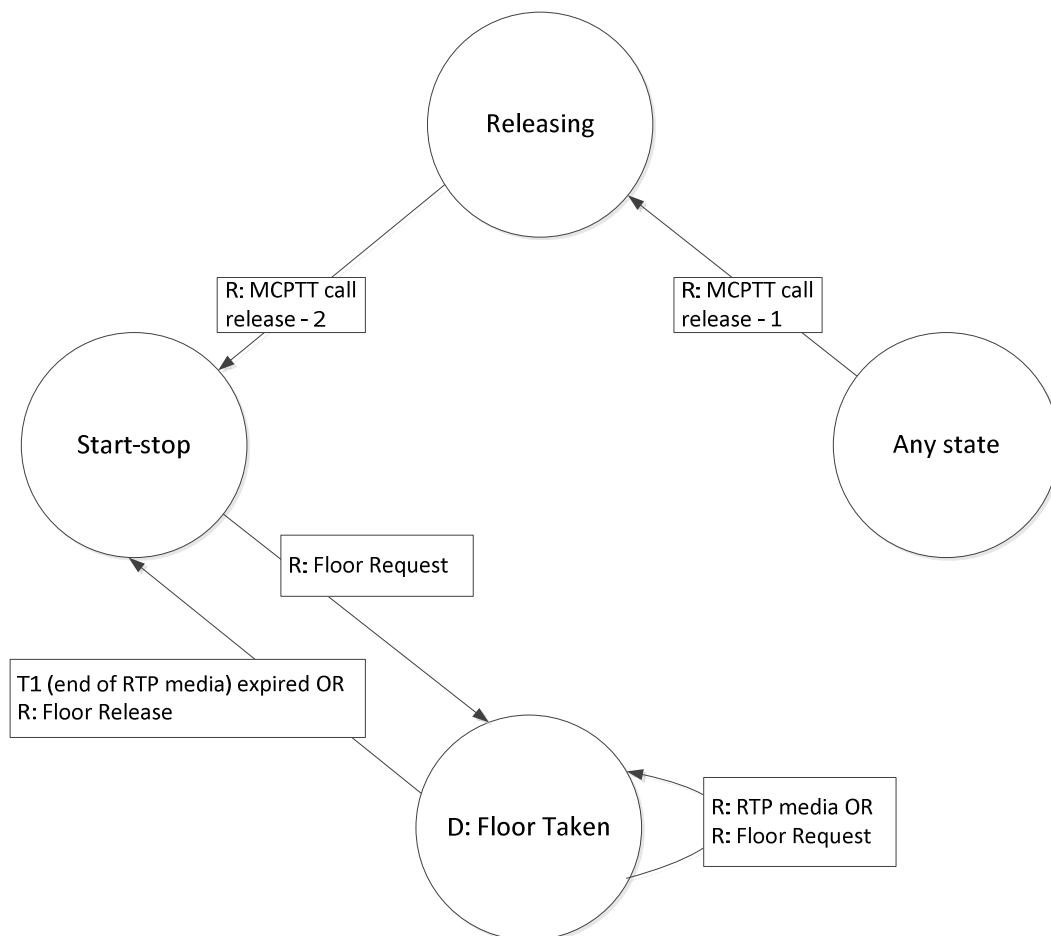 Releasing
R: MCPTT call
release - 2
R: MCPTT call
release - 1
Start-stop
Any state
R: Floor Request
T1 (end of RTP media) expired OR
R: Floor Release
D: Floor Taken
R: RTP media OR
R: Floor Request